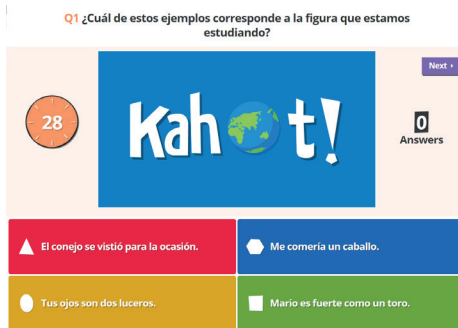 Q1 ¿Cuál de estos ejemplos corresponde a la figura que estamos
estudiando?
Next
28
Kahoot!
0
Answers
El conejo se vistió para la ocasión.
Me comería un caballo.
Tus ojos son dos luceros.
Mario es fuerte como un toro.